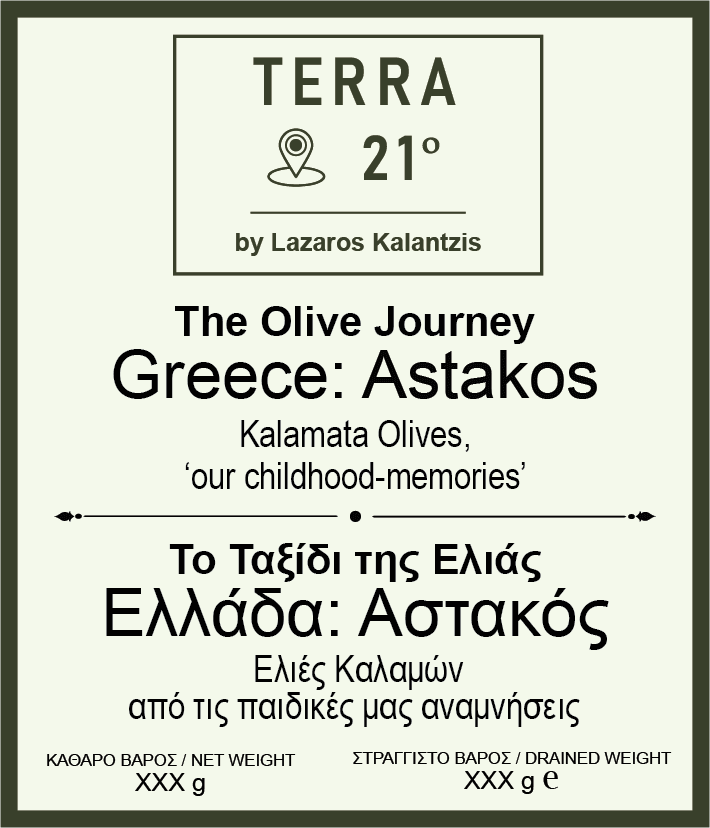 TERRA
21º
by Lazaros Kalantzis
The Olive Journey
Greece: Astakos
Kalamata Olives,
‘our childhood-memories’
Το Ταξίδι της Ελιάς
Ελλάδα: Αστακός
Ελιές Καλαμών
από τις παιδικές μας αναμνήσεις
ΚΑΘΑΡΟ ΒΑΡΟΣ / NET WEIGHT
XXX g
ΣΤΡΑΓΓΙΣΤΟ ΒΑΡΟΣ / DRAINED WEIGHT
XXX g ℮